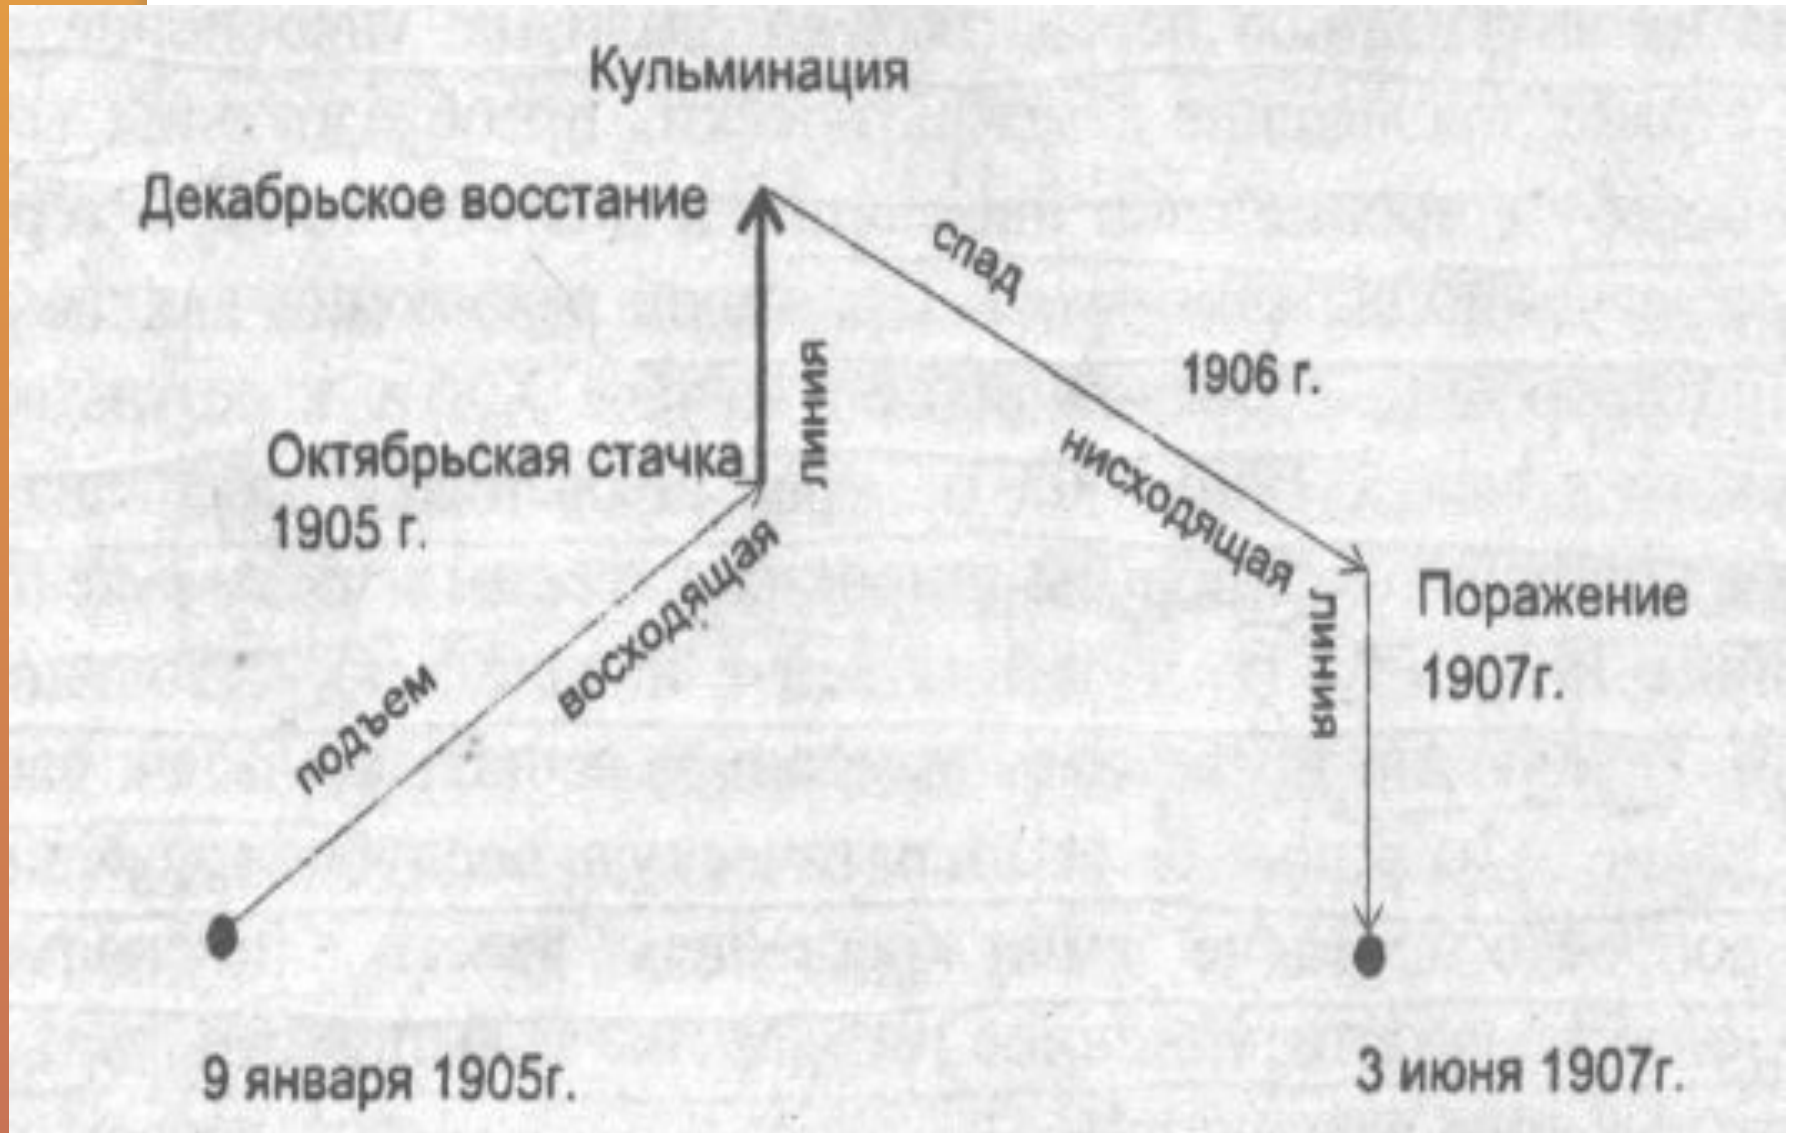 Кульминация
Декабрьское восстание
спад
линия
1906 г.
Октябрьская стачка
1905 г.
нисходящая
восходящая
линия
Поражение
1907г.
подъем
9 января 1905г.
3 июня 1907г.